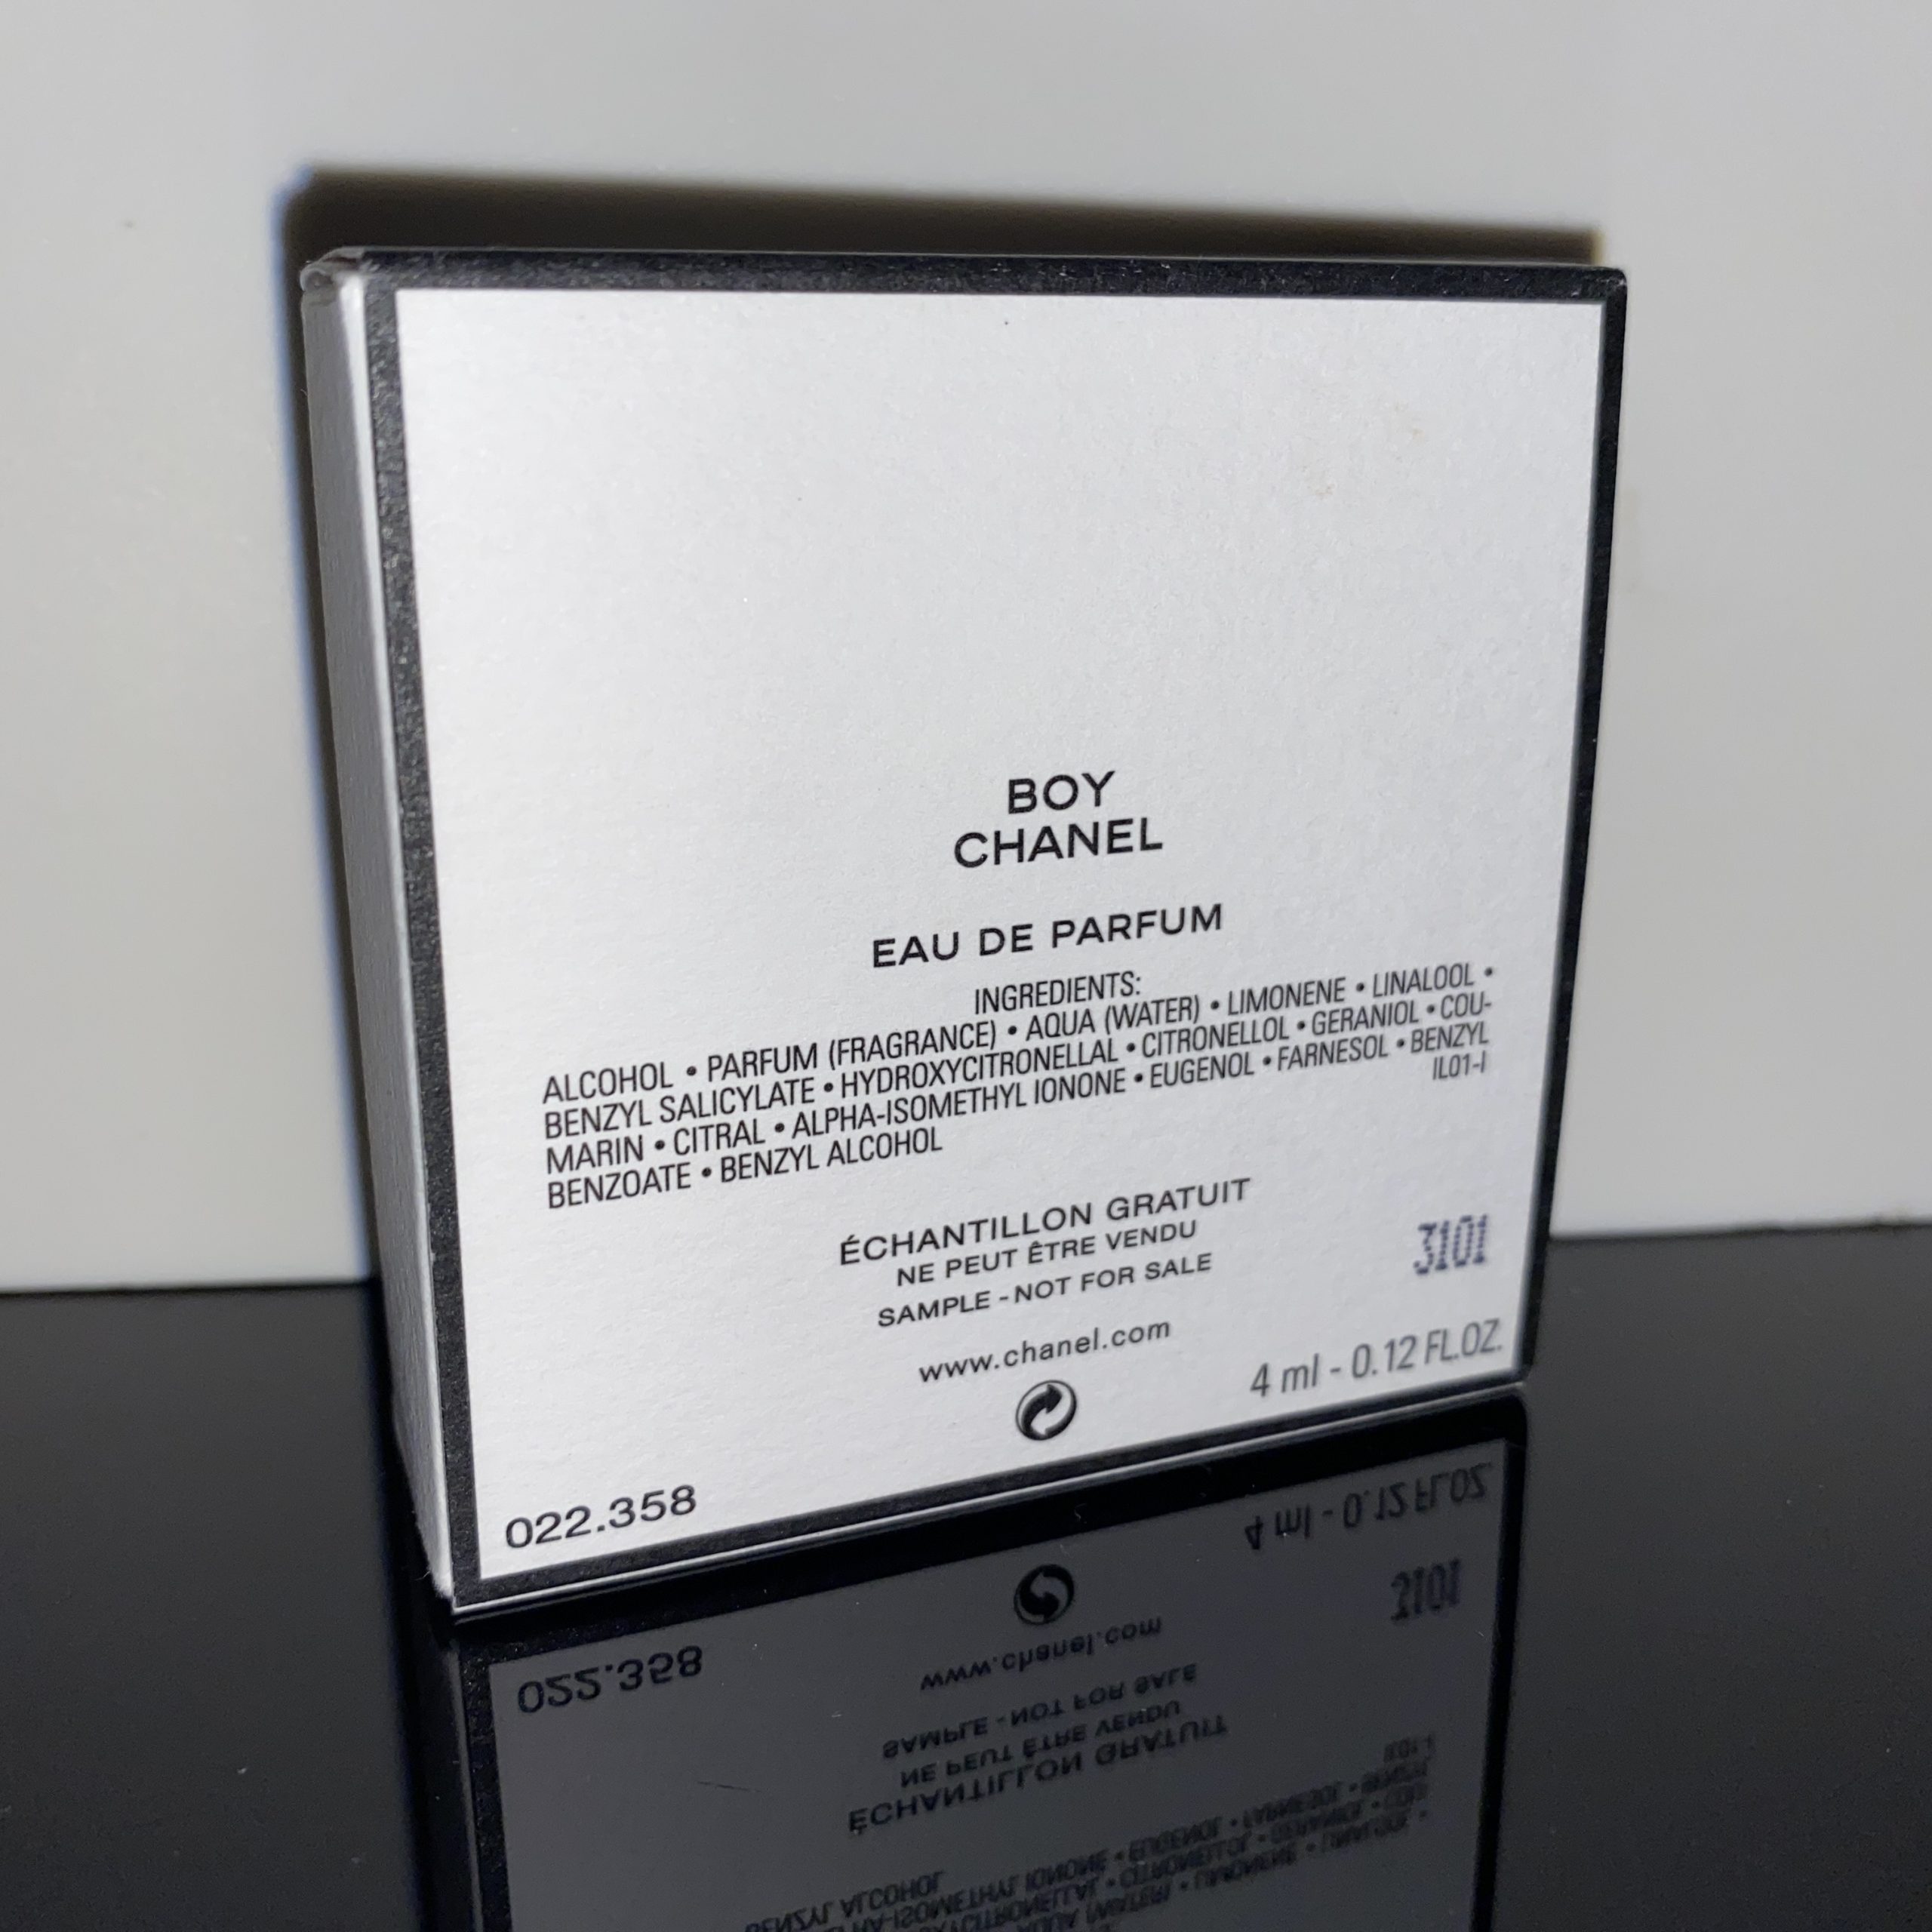 BOY
CHANEL
EAU DE PARFUM
INGREDIENTS:
ALCOHOL • PARFUM (FRAGRANCE) • AQUA (WATER) • LIMONENE • LINALOOL •
BENZYL SALICYLATE • HYDROXYCITRONELLAL • CITRONELLOL • GERANIOL • COU-
MARIN • CITRAL • ALPHA-ISOMETHYL IONONE • EUGENOL • FARNESOL • BENZYL
BENZOATE • BENZYL ALCOHOL
IL01-I
ÉCHANTILLON GRATUIT
NE PEUT ÊTRE VENDU
SAMPLE - NOT FOR SALE
3101
www.chanel.com
4 ml - 0.12 FL.OZ.
022.358